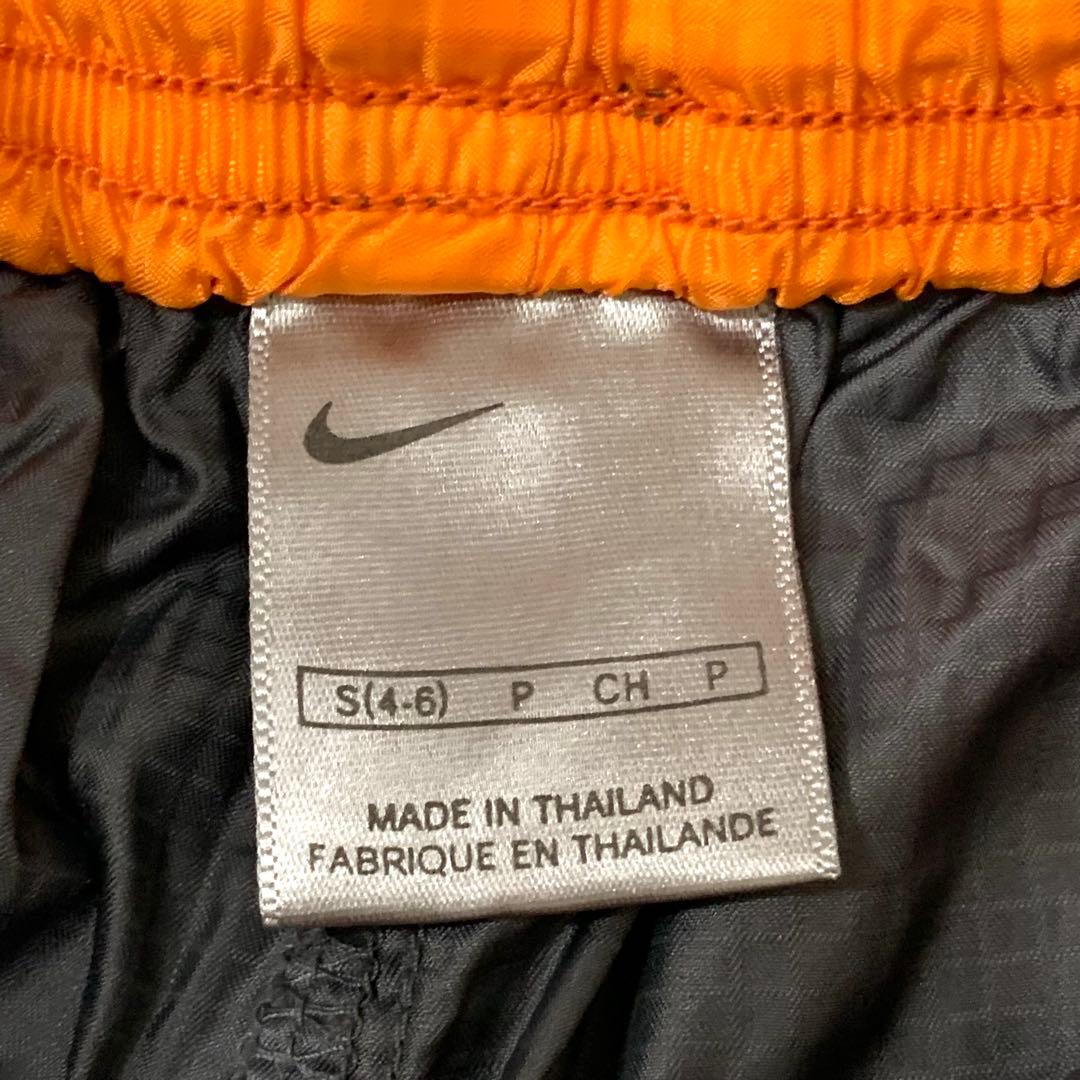 S(4-6) P CH P
MADE IN THAILAND
FABRIQUE EN THAILANDE